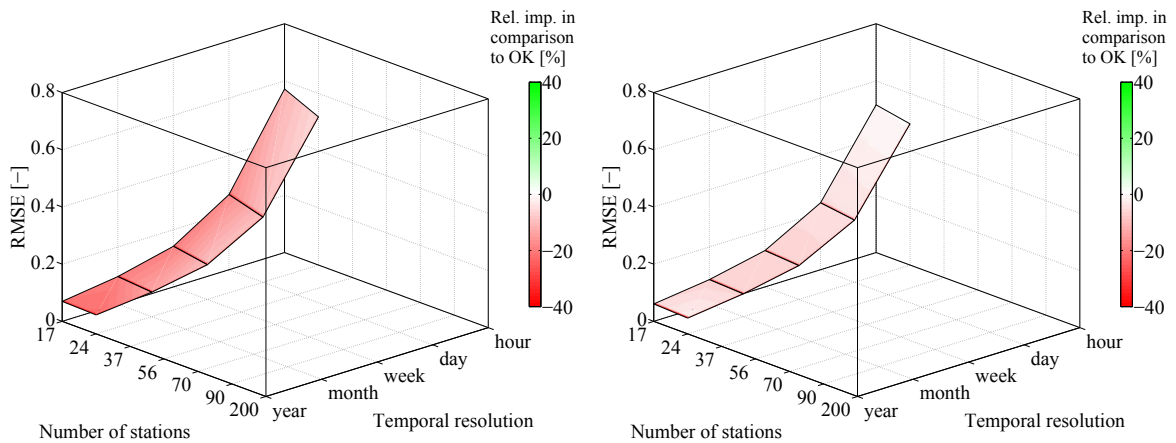 Rel. imp. in
comparison
to OK [%]
40
20
0
−20
−40
0.8
0.6
0.4
0.2
0
RMSE [−]
17
24
37
56
70
90
200
Number of stations
year
month
week
day
hour
Temporal resolution
Rel. imp. in
comparison
to OK [%]
40
20
0
−20
−40
0.8
0.6
0.4
0.2
0
RMSE [−]
17
24
37
56
70
90
200
Number of stations
year
month
week
day
hour
Temporal resolution